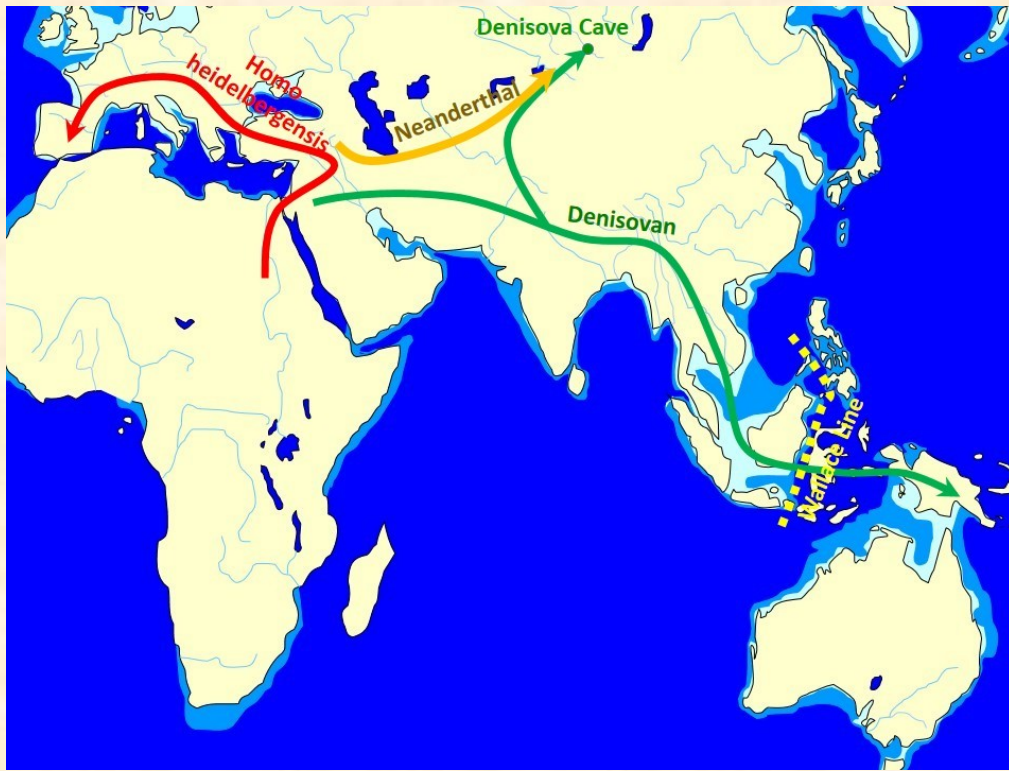 Denisova Cave
Homo
heidelbergensis
Neanderthal
Denisovan
Wallace Line